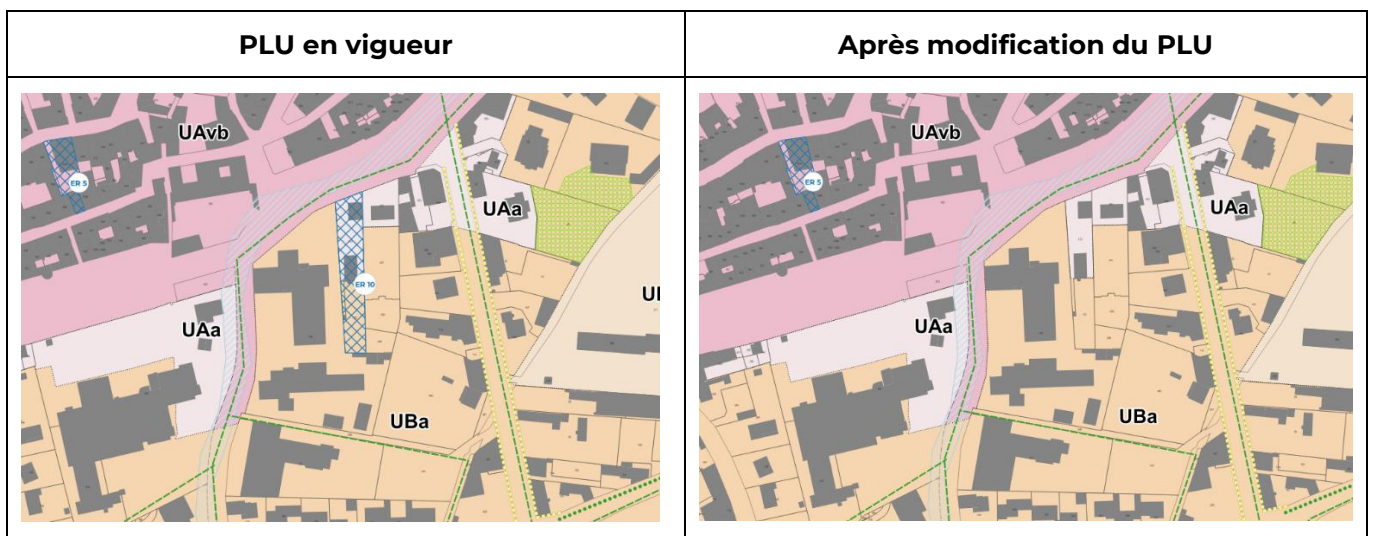 PLU en vigueur
Après modification du PLU
UAvb
ER 5
UAa
ER 10
UAa
UBa
UAvb
ER 5
UAa
UAa
UBa